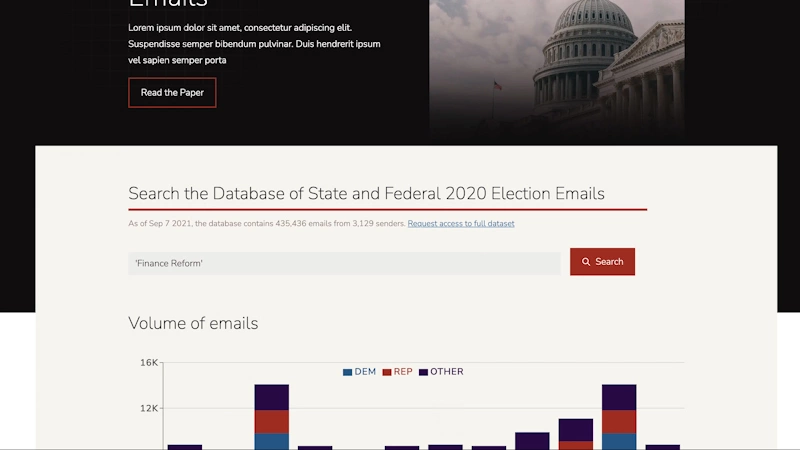 Emails
Lorem ipsum dolor sit amet, consectetur adipiscing elit.
Suspendisse semper bibendum pulvinar. Duis hendrerit ipsum
vel sapien semper porta
Read the Paper
Search the Database of State and Federal 2020 Election Emails
As of Sep 7 2021, the database contains 435,436 emails from 3,129 senders. Request access to full dataset
'Finance Reform'
Search
Volume of emails
16K
DEM REP OTHER
12K